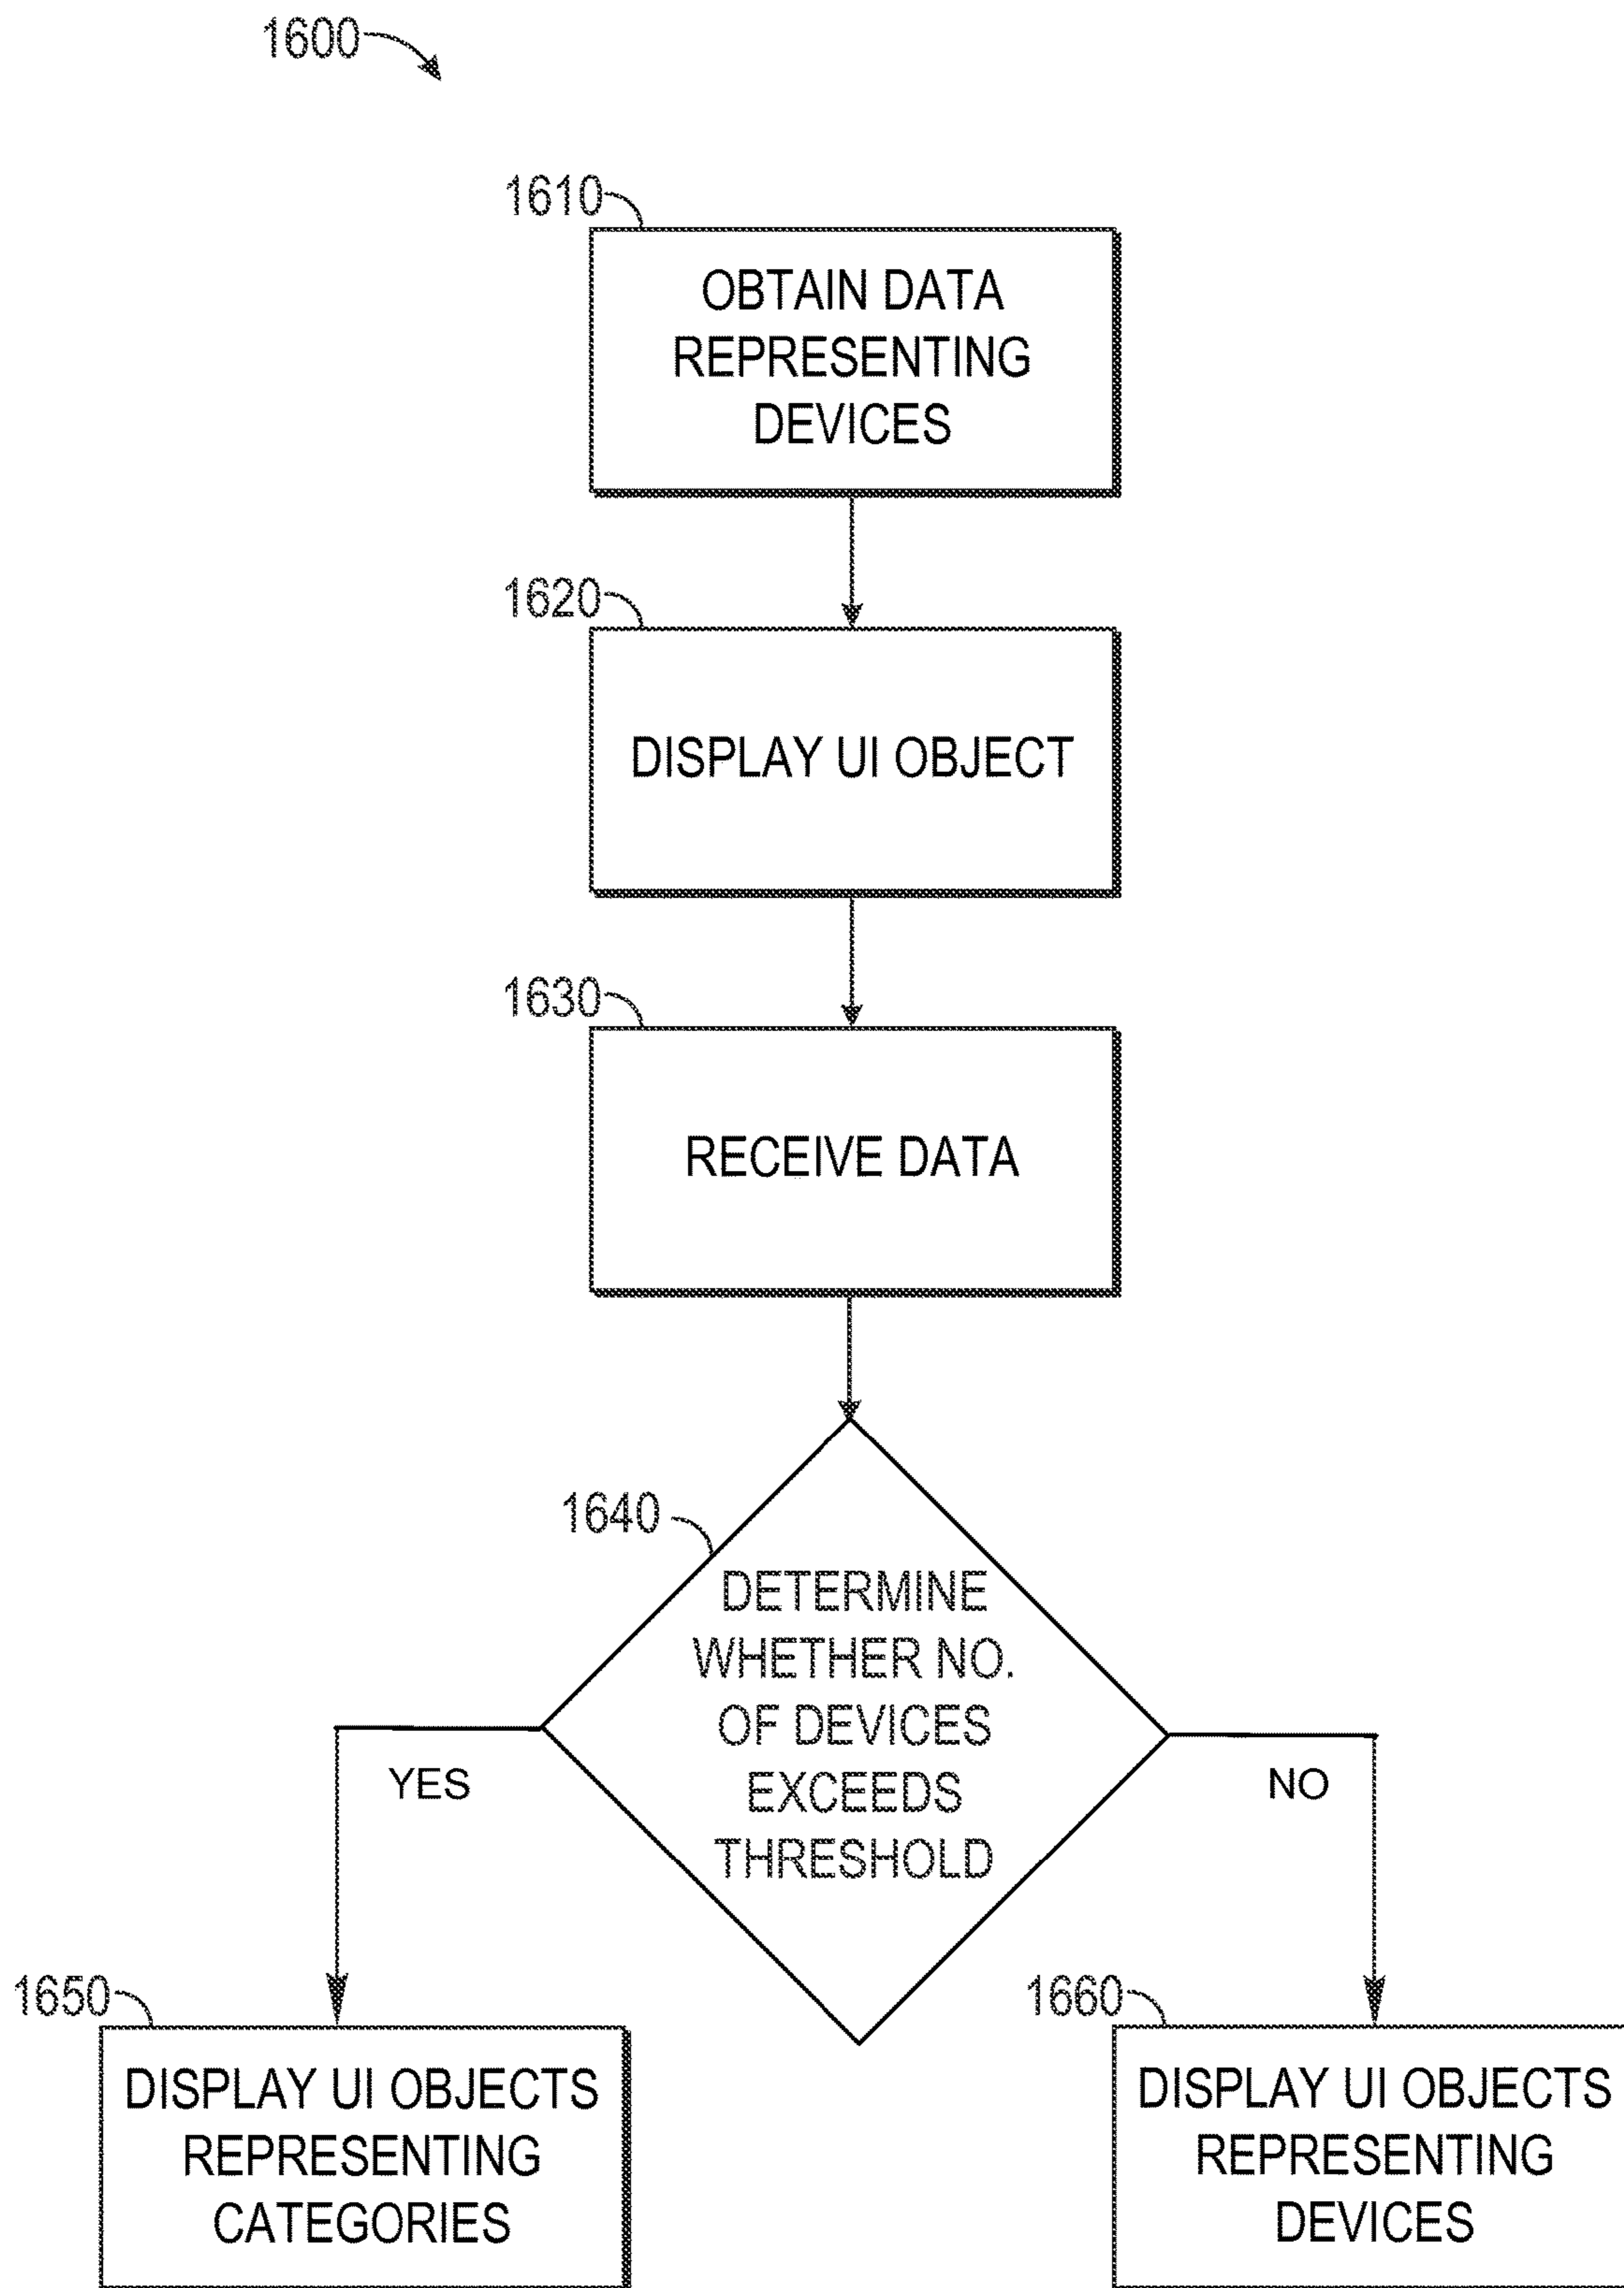 1600
1610
OBTAIN DATA
REPRESENTING
DEVICES
1620
DISPLAY UI OBJECT
1630
RECEIVE DATA
1640
DETERMINE
WHETHER NO.
OF DEVICES
EXCEEDS
THRESHOLD
YES
NO
1650
DISPLAY UI OBJECTS
REPRESENTING
CATEGORIES
1660
DISPLAY UI OBJECTS
REPRESENTING
DEVICES